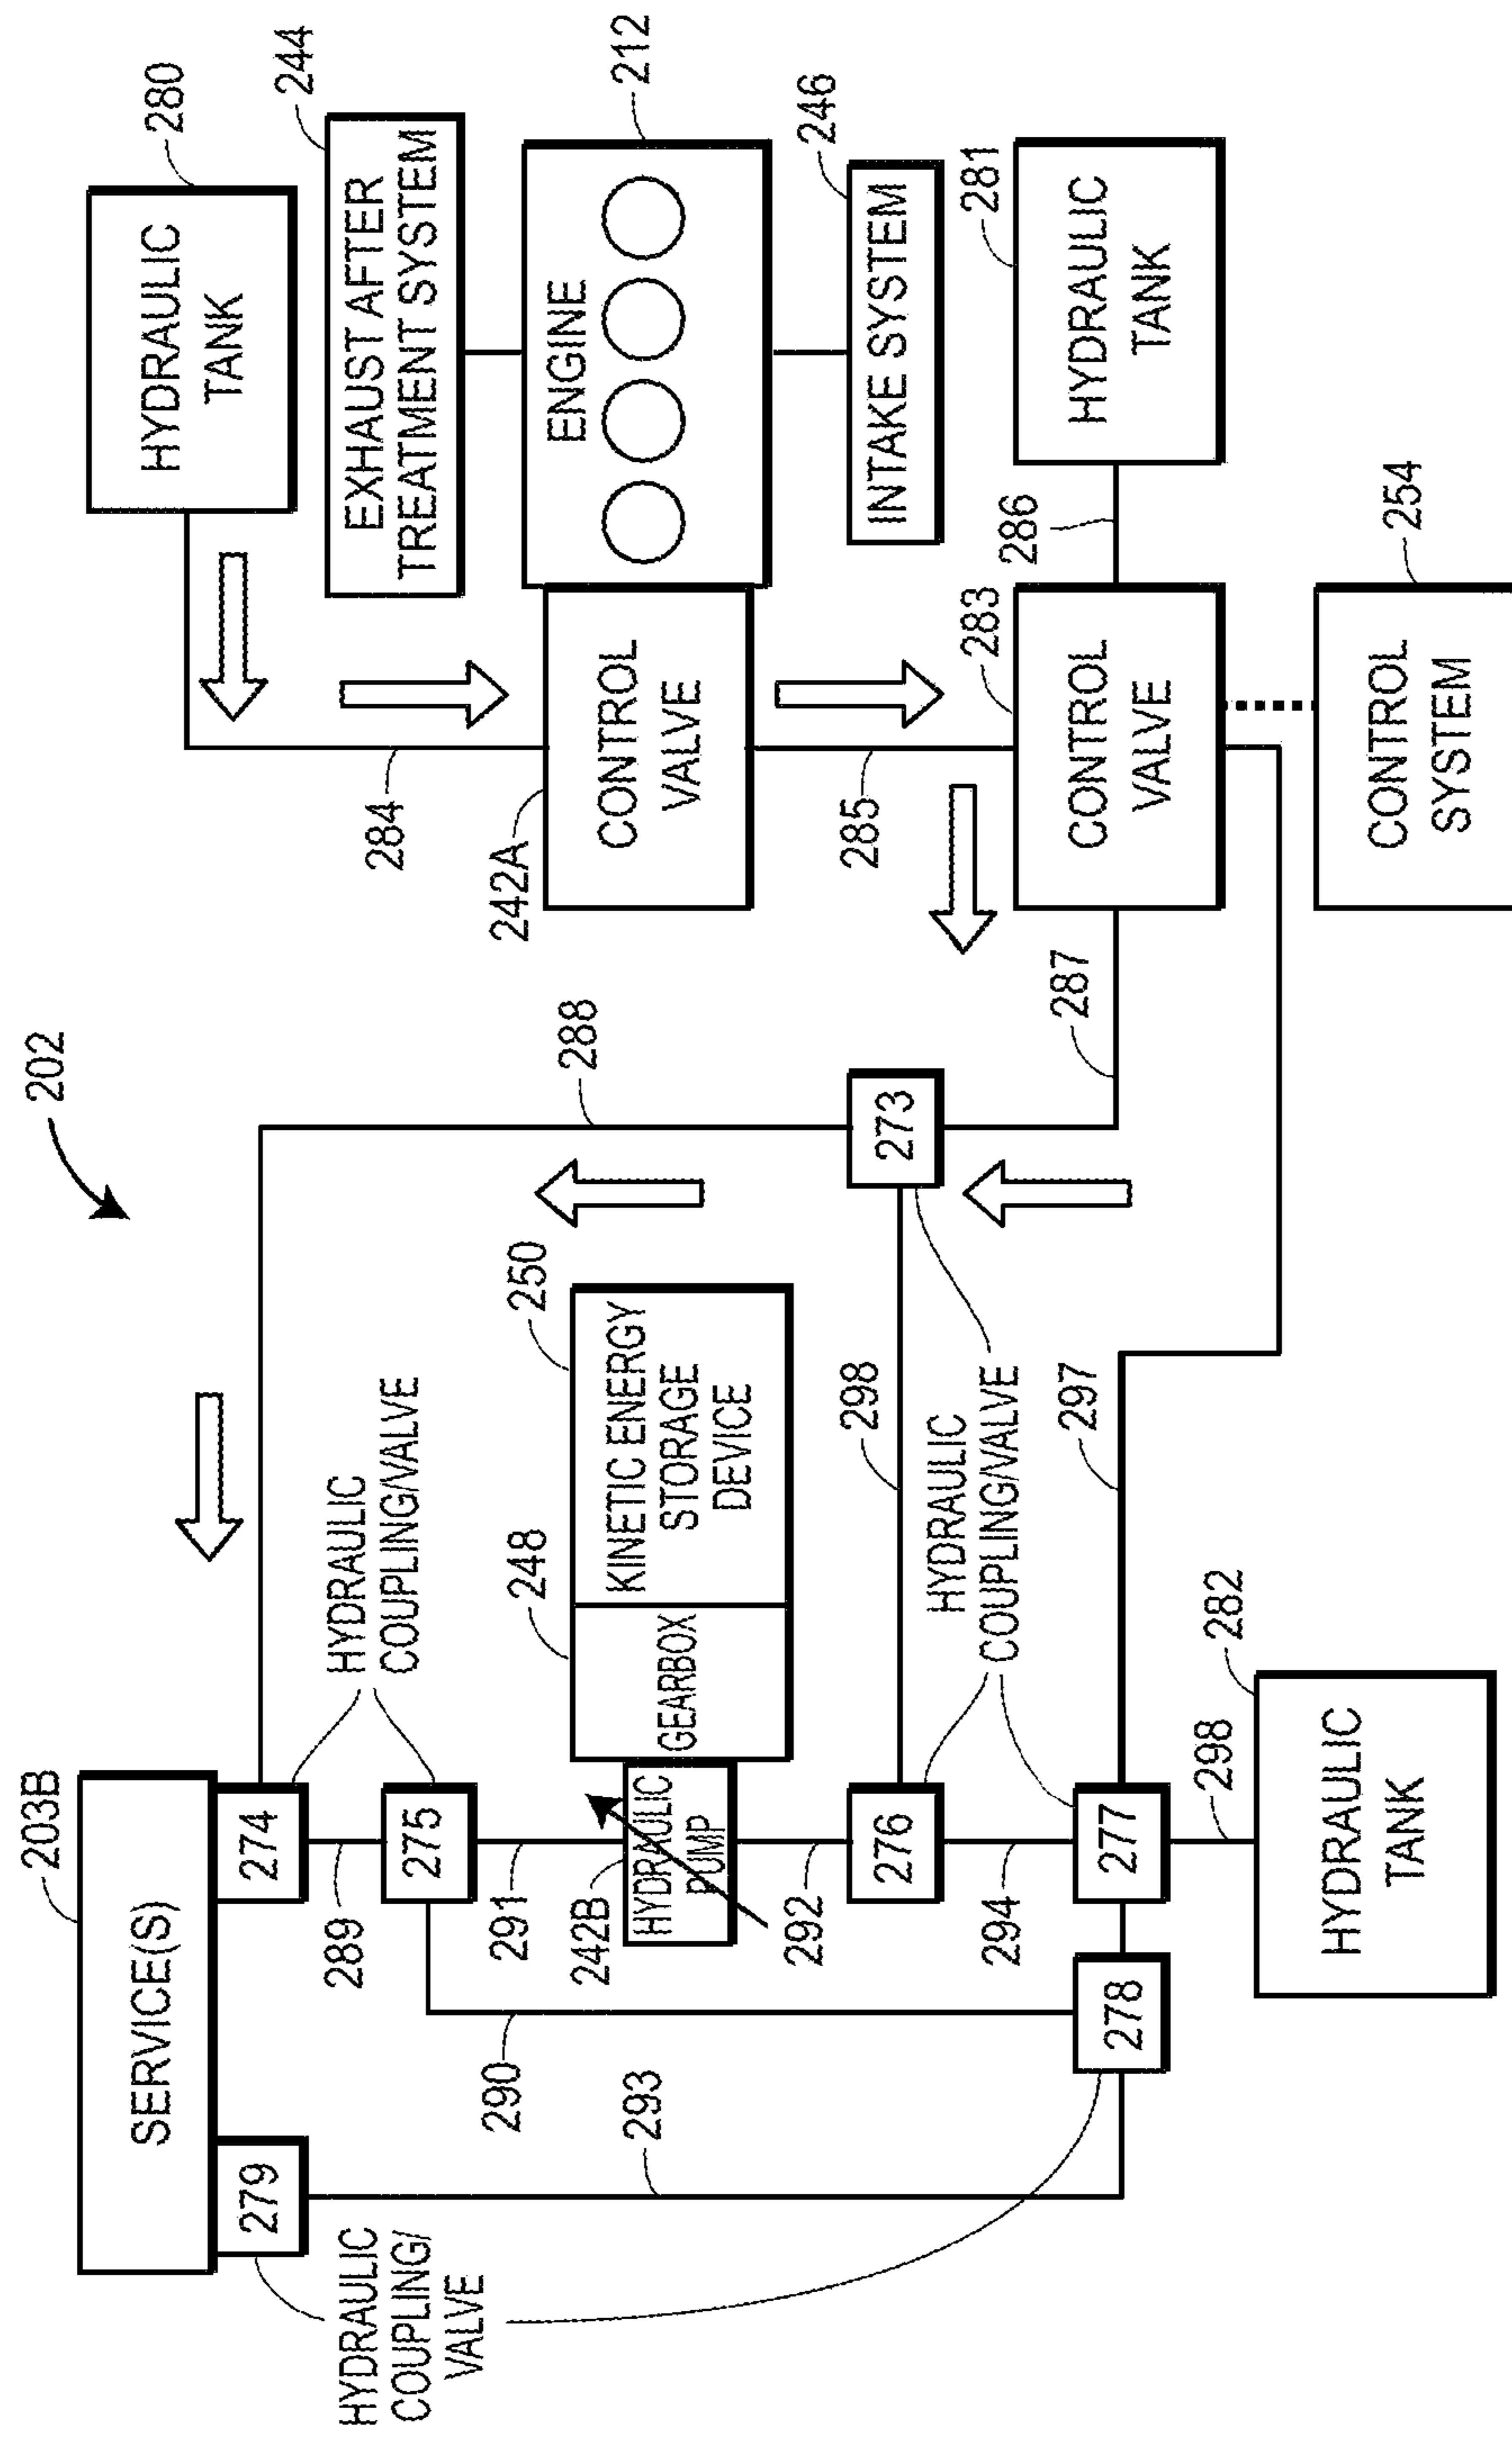 202
203B
SERVICE(S)
279
274
HYDRAULIC
COUPLING/
VALVE
289
275
HYDRAULIC
COUPLING/VALVE
288
HYDRAULIC
TANK
280
EXHAUST AFTER
TREATMENT SYSTEM
244
284
290
291
242B
HYDRAULIC
PUMP
248
GEARBOX
250
KINETIC ENERGY
STORAGE
DEVICE
242A
CONTROL
VALVE
ENGINE
212
293
292
276
298
273
285
INTAKE SYSTEM
246
294
HYDRAULIC
COUPLING/VALVE
278
277
297
287
283
CONTROL
VALVE
286
281
HYDRAULIC
TANK
298
282
HYDRAULIC
TANK
CONTROL
SYSTEM
254